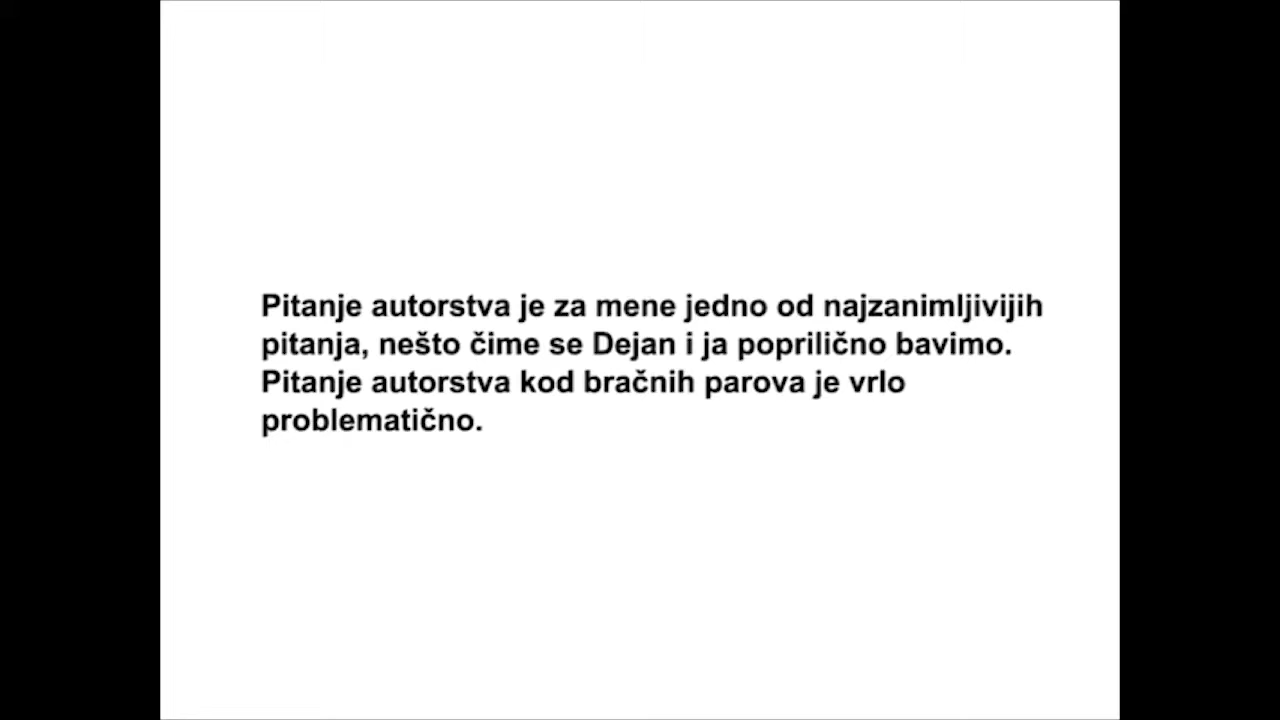 Pitanje autorstva je za mene jedno od najzanimljivijih
pitanja, nešto čime se Dejan i ja poprilično bavimo.
Pitanje autorstva kod bračnih parova je vrlo
problematično.